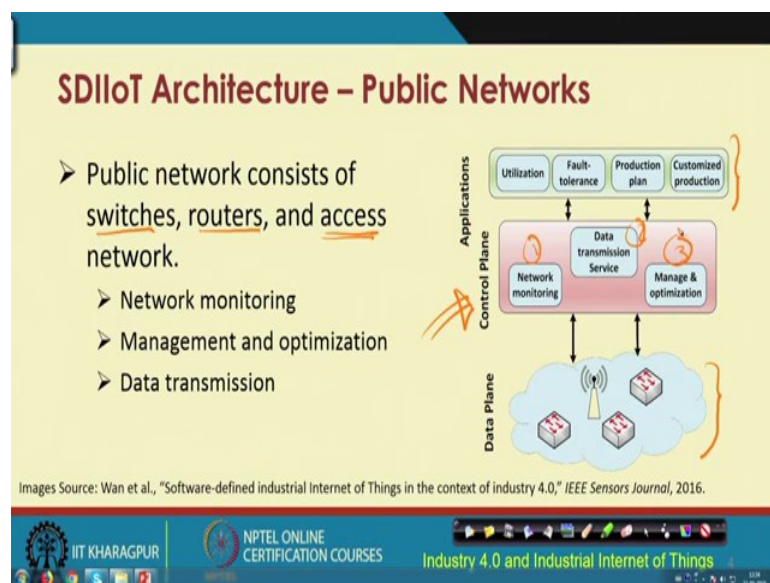 SDIIoT Architecture – Public Networks
➤ Public network consists of
switches, routers, and access
network.
➤ Network monitoring
➤ Management and optimization
➤ Data transmission
Applications
Utilization
Fault-
tolerance
Production
plan
Customized
production
Control Plane
1
Network
monitoring
2
Data
transmission
Service
3
Manage &
optimization
Data Plane
Images Source: Wan et al., “Software-defined industrial Internet of Things in the context of industry 4.0,” IEEE Sensors Journal, 2016.
IIT KHARAGPUR
NPTEL ONLINE
CERTIFICATION COURSES
Industry 4.0 and Industrial Internet of Things